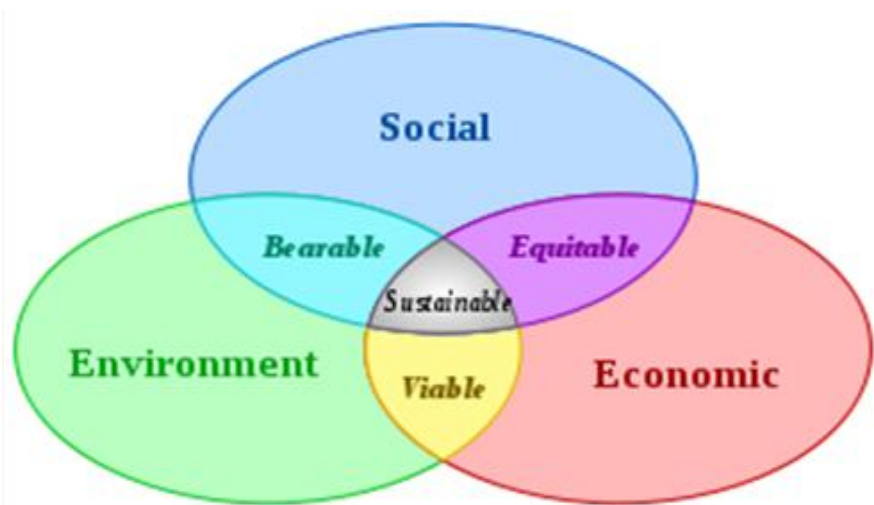 Social
Bearable
Equitable
Sustainable
Environment
Viable
Economic